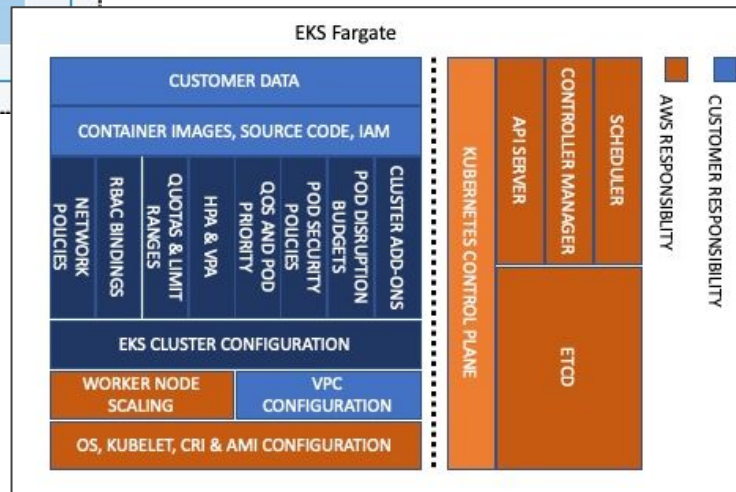 EKS Fargate
CUSTOMER DATA
CONTAINER IMAGES, SOURCE CODE, IAM
NETWORK
POLICIES
RBAC BINDINGS
QUOTAS & LIMIT
RANGES
HPA & VPA
QOS AND POD
PRIORITY
POD SECURITY
POLICIES
POD DISRUPTION
BUDGETS
CLUSTER ADD-ONS
EKS CLUSTER CONFIGURATION
WORKER NODE
SCALING
VPC
CONFIGURATION
OS, KUBELET, CRI & AMI CONFIGURATION
KUBERNETES CONTROL PLANE
API SERVER
CONTROLLER MANAGER
SCHEDULER
ETCD
AWS RESPONSIBLITY
CUSTOMER RESPONSIBILITY